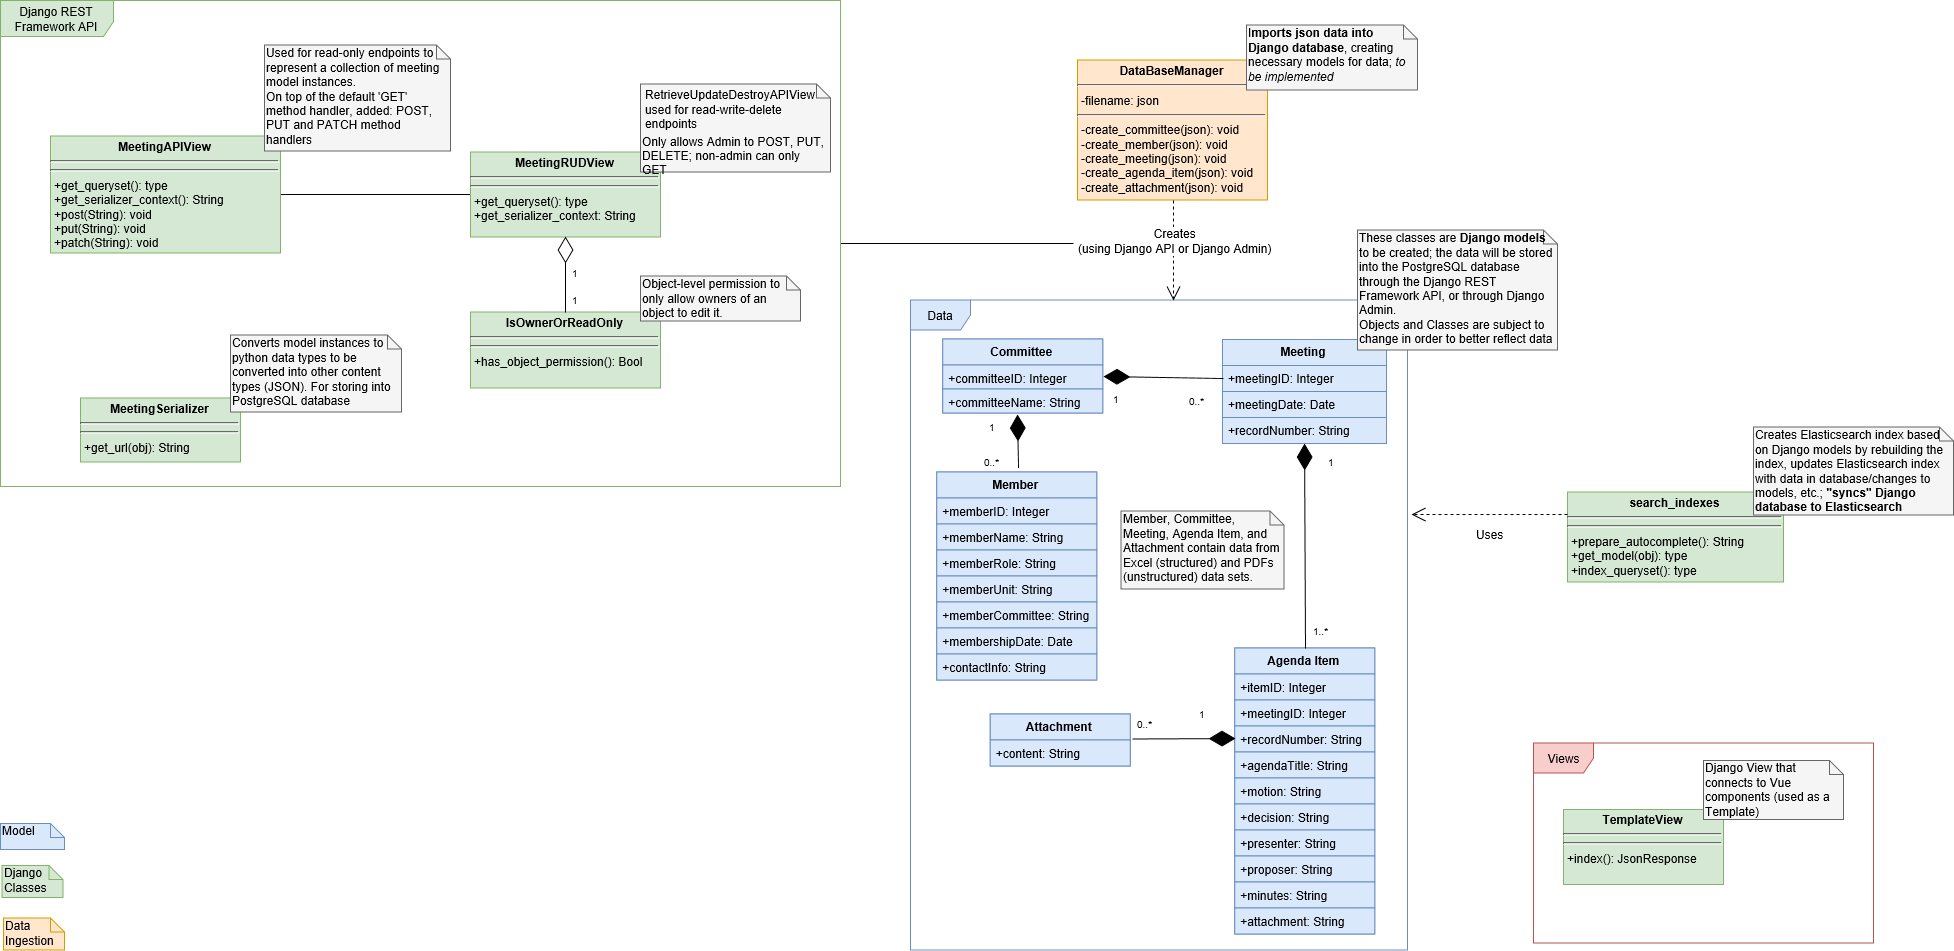 Django REST
Framework API
Used for read-only endpoints to
represent a collection of meeting
model instances.
On top of the default 'GET'
method handler, added: POST,
PUT and PATCH method
handlers
MeetingAPIView
+get_queryset(): type
+get_serializer_context(): String
+post(String): void
+put(String): void
+patch(String): void
RetrieveUpdateDestroyAPIView
used for read-write-delete
endpoints
Only allows Admin to POST, PUT,
DELETE; non-admin can only
GET
MeetingRUDView
+get_queryset(): type
+get_serializer_context: String
1
1
Object-level permission to
only allow owners of an
object to edit it.
IsOwnerOrReadOnly
+has_object_permission(): Bool
Converts model instances to
python data types to be
converted into other content
types (JSON). For storing into
PostgreSQL database
MeetingSerializer
+get_url(obj): String
Imports json data into
Django database, creating
necessary models for data; to
be implemented
DataBaseManager
-filename: json
-create_committee(json): void
-create_member(json): void
-create_meeting(json): void
-create_agenda_item(json): void
-create_attachment(json): void
Creates
(using Django API or Django Admin)
These classes are Django models
to be created; the data will be stored
into the PostgreSQL database
through the Django REST
Framework API, or through Django
Admin.
Objects and Classes are subject to
change in order to better reflect data
Data
Committee
+committeeID: Integer
+committeeName: String
1
0..*
Meeting
+meetingID: Integer
+meetingDate: Date
+recordNumber: String
1
0..*
1
Member
+memberID: Integer
+memberName: String
+memberRole: String
+memberUnit: String
+memberCommittee: String
+membershipDate: Date
+contactInfo: String
Member, Committee,
Meeting, Agenda Item, and
Attachment contain data from
Excel (structured) and PDFs
(unstructured) data sets.
1..*
Agenda Item
+itemID: Integer
+meetingID: Integer
+recordNumber: String
+agendaTitle: String
+motion: String
+decision: String
+presenter: String
+proposer: String
+minutes: String
+attachment: String
Attachment
+content: String
0..*
1
Creates Elasticsearch index based
on Django models by rebuilding the
index, updates Elasticsearch index
with data in database/changes to
models, etc.; "syncs" Django
database to Elasticsearch
search_indexes
+prepare_autocomplete(): String
+get_model(obj): type
+index_queryset(): type
Uses
Views
Django View that
connects to Vue
components (used as a
Template)
TemplateView
+index(): JsonResponse
Model
Django
Classes
Data
Ingestion